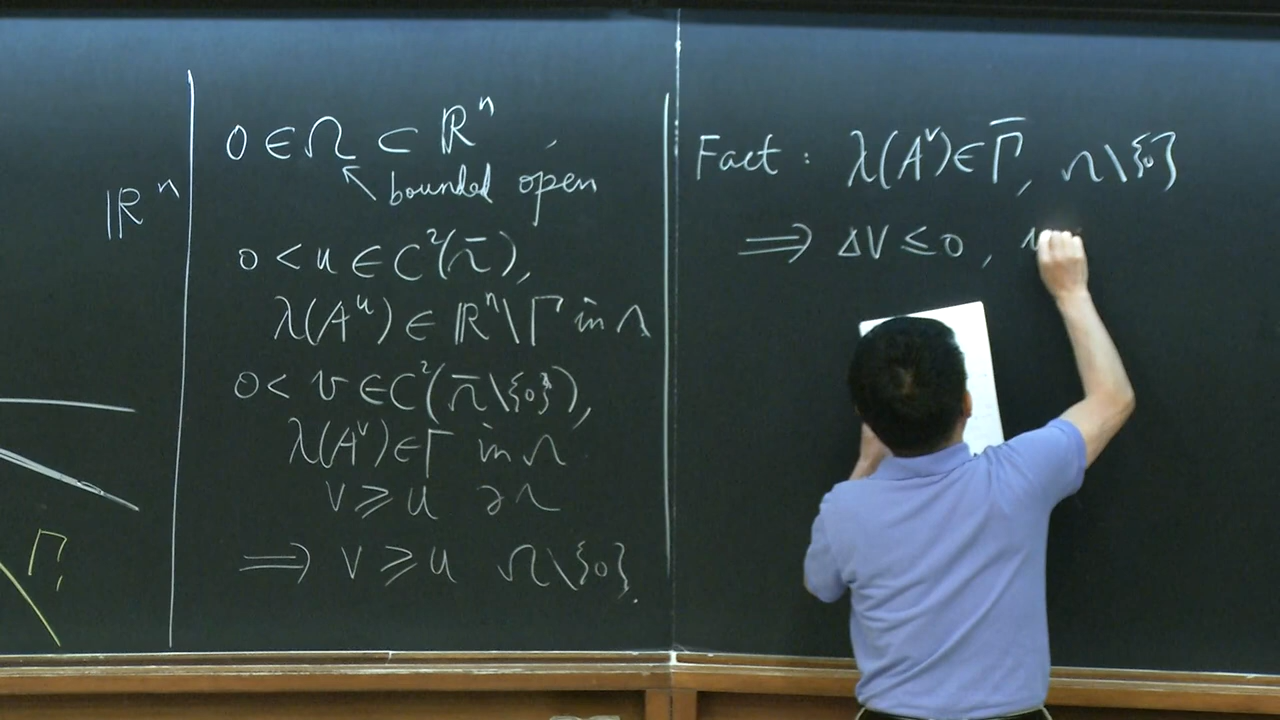 ℝⁿ
Γ₁
0 ∈ Ω ⊂ ℝⁿ
↖ bounded open
0 < u ∈ C²(Ω̄),
λ(Aᵘ) ∈ ℝⁿ\Γ in Ω
0 < v ∈ C²(Ω̄\{0}),
λ(Aᵛ) ∈ Γ in Ω
v ≥ u ∂Ω
⟹ v ≥ u Ω\{0}.
Fact : λ(Aᵛ) ∈ Γ̄, Ω\{0}
⟹ Δv ≤ 0,